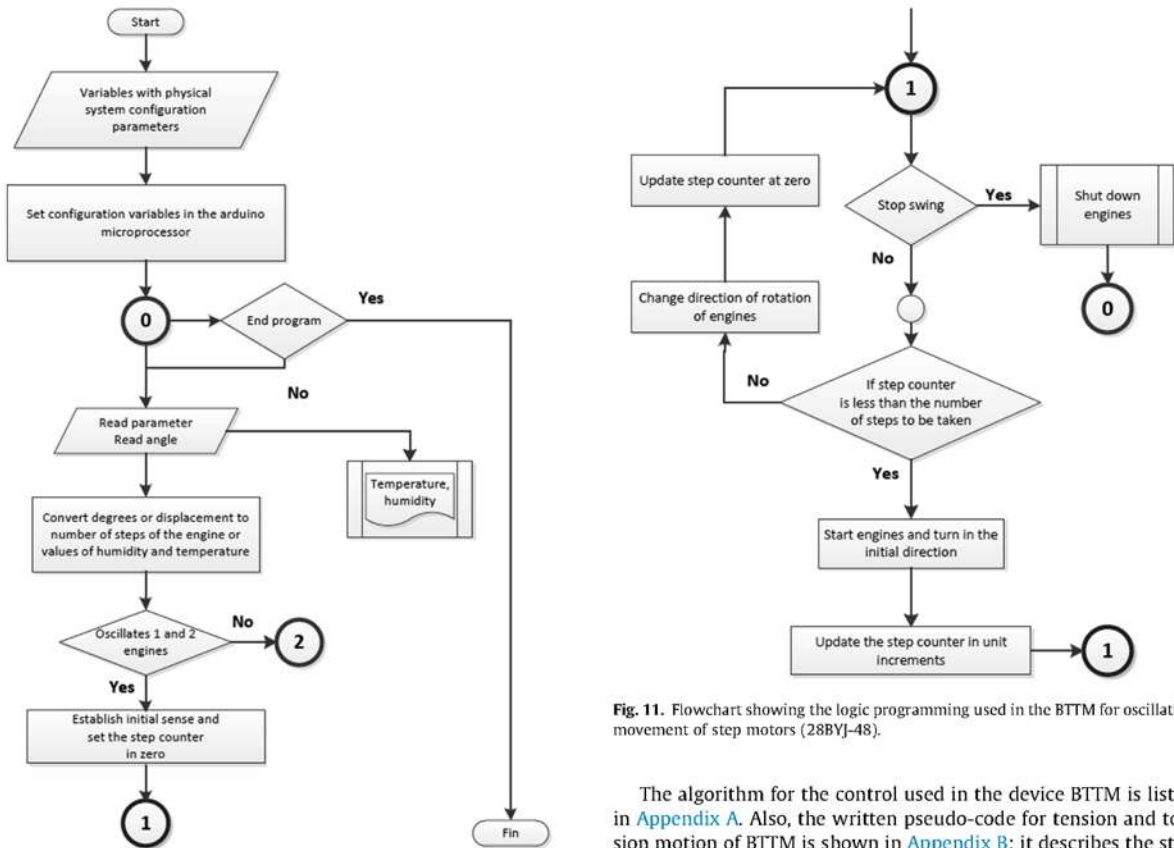 Start
Variables with physical
system configuration
parameters
Set configuration variables in the arduino
microprocessor
0
End program
Yes
No
Read parameter
Read angle
Temperature,
humidity
Convert degrees or displacement to
number of steps of the engine or
values of humidity and temperature
Oscillates 1 and 2
engines
No
2
Yes
Establish initial sense and
set the step counter
in zero
1
Fin
1
Update step counter at zero
Stop swing
Yes
Shut down
engines
No
0
Change direction of rotation
of engines
No
If step counter
is less than the number
of steps to be taken
Yes
Start engines and turn in the
initial direction
Update the step counter in unit
increments
1
Fig. 11. Flowchart showing the logic programming used in the BTTM for oscillat
movement of step motors (28BYJ-48).
The algorithm for the control used in the device BTTM is list
in Appendix A. Also, the written pseudo-code for tension and to
sion motion of BTTM is shown in Appendix B; it describes the